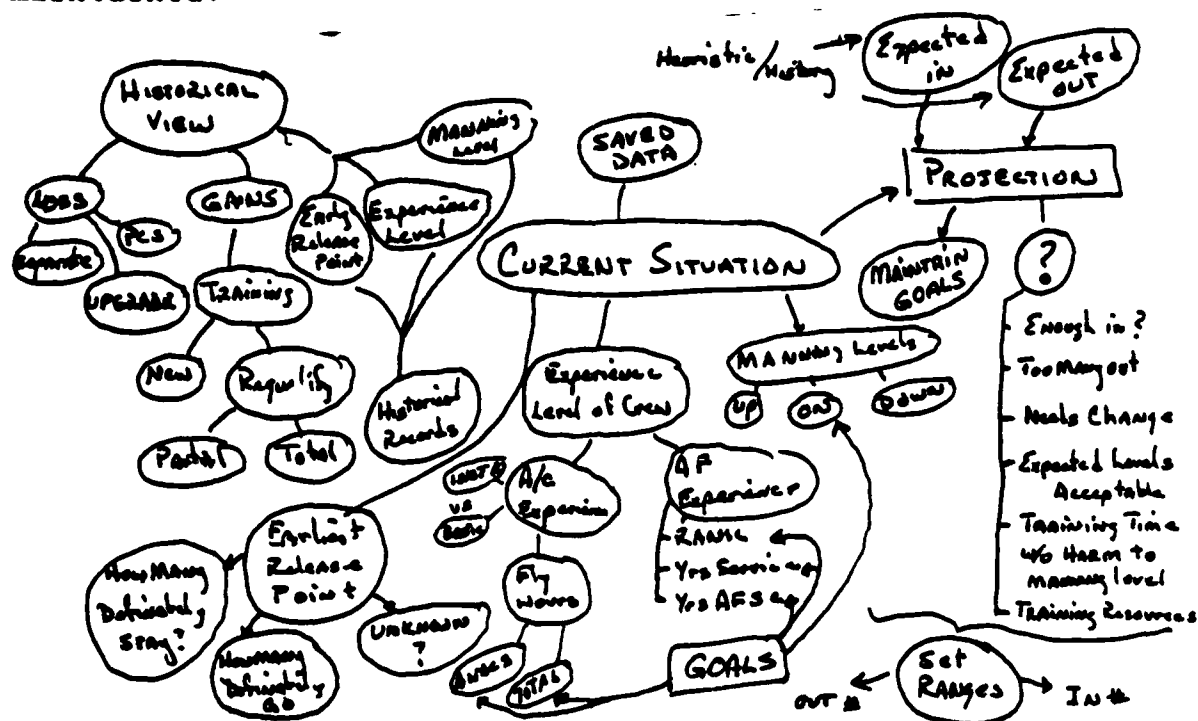 Heuristic/History
Expected
in
Expected
OUT
HISTORICAL
VIEW
MANNING
Level
SAVED
DATA
PROJECTION
GAINS
PCS
Separate
UPGRADE
Early
Release
Point
Experience
Level
CURRENT SITUATION
MAINTAIN
GOALS
?
TRAINING
New
Requalify
Partial
Total
Historical
Records
Experience
Level of Crew
MANNING Levels
UP
ON
DOWN
- Enough in?
- Too Many out
- Needs Change
- Expected Levels
Acceptable
- TRAINING Time
w/o HARM to
MANNING level
- TRAINING Resources
A/C
Experience
VS
Basic
AF
Experience
- RANK
- Yrs Service
- Yrs AFS
Fly
Hours
TOTAL
Earliest
Release
Point
How Many
Definitely
Stay?
How many
Definitely
Go
UNKNOWN
?
GOALS
Set
RANGES
OUT #
IN #